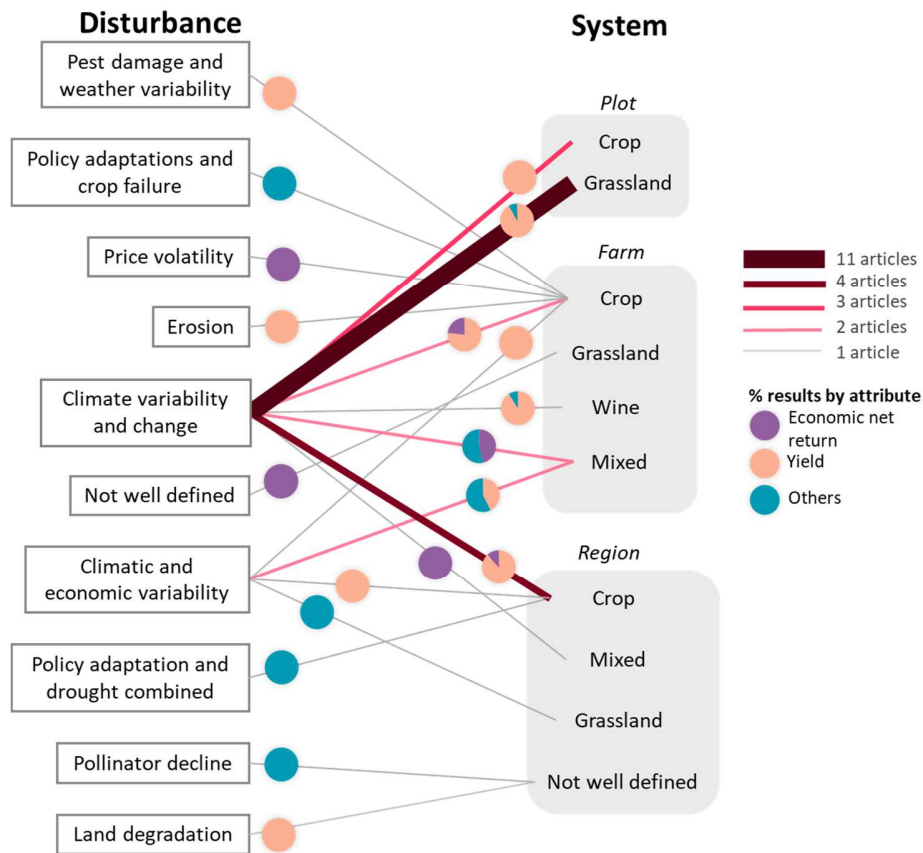 Disturbance
System
Pest damage and
weather variability
Policy adaptations and
crop failure
Price volatility
Erosion
Climate variability
and change
Not well defined
Climatic and
economic variability
Policy adaptation and
drought combined
Pollinator decline
Land degradation
Plot
Crop
Grassland
Farm
Crop
Grassland
Wine
Mixed
Region
Crop
Mixed
Grassland
Not well defined
11 articles
4 articles
3 articles
2 articles
1 article
% results by attribute
Economic net
return
Yield
Others